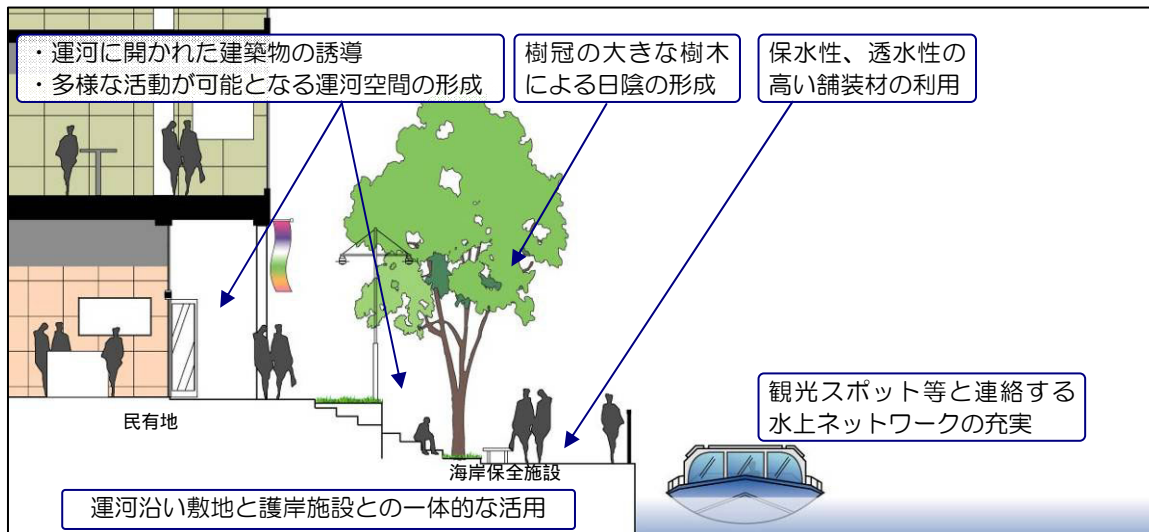 ・運河に開かれた建築物の誘導
・多様な活動が可能となる運河空間の形成
樹冠の大きな樹木
による日陰の形成
保水性、透水性の
高い舗装材の利用
観光スポット等と連絡する
水上ネットワークの充実
民有地
海岸保全施設
運河沿い敷地と護岸施設との一体的な活用